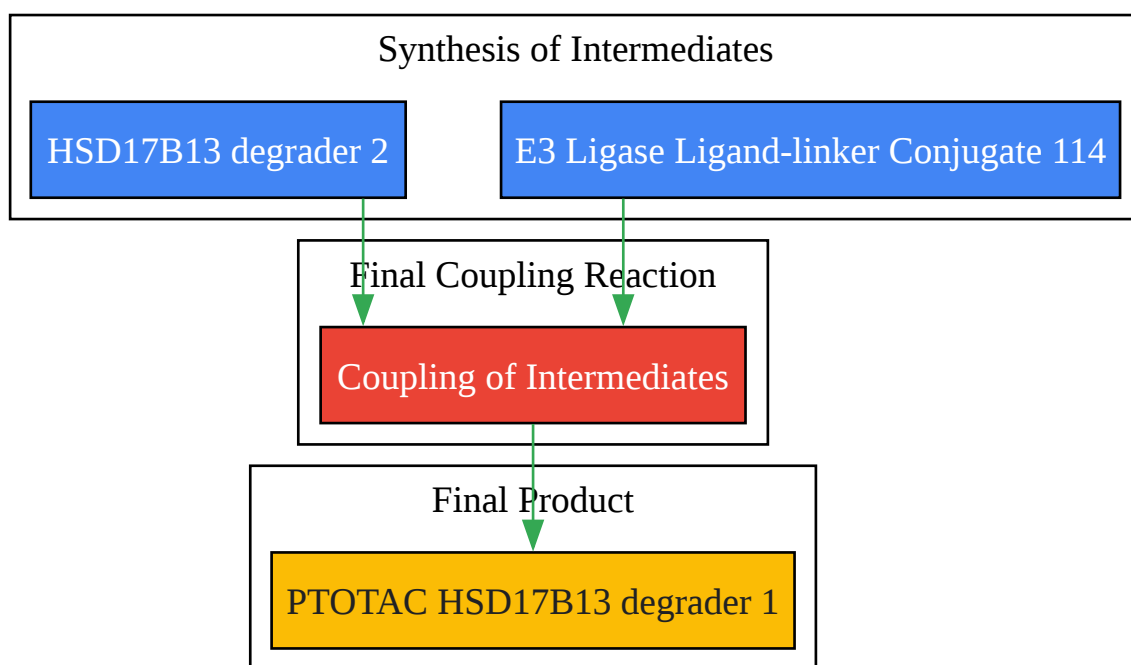 Synthesis of Intermediates
HSD17B13 degrader 2
E3 Ligase Ligand-linker Conjugate 114
Final Coupling Reaction
Coupling of Intermediates
Final Product
PTOTAC HSD17B13 degrader 1